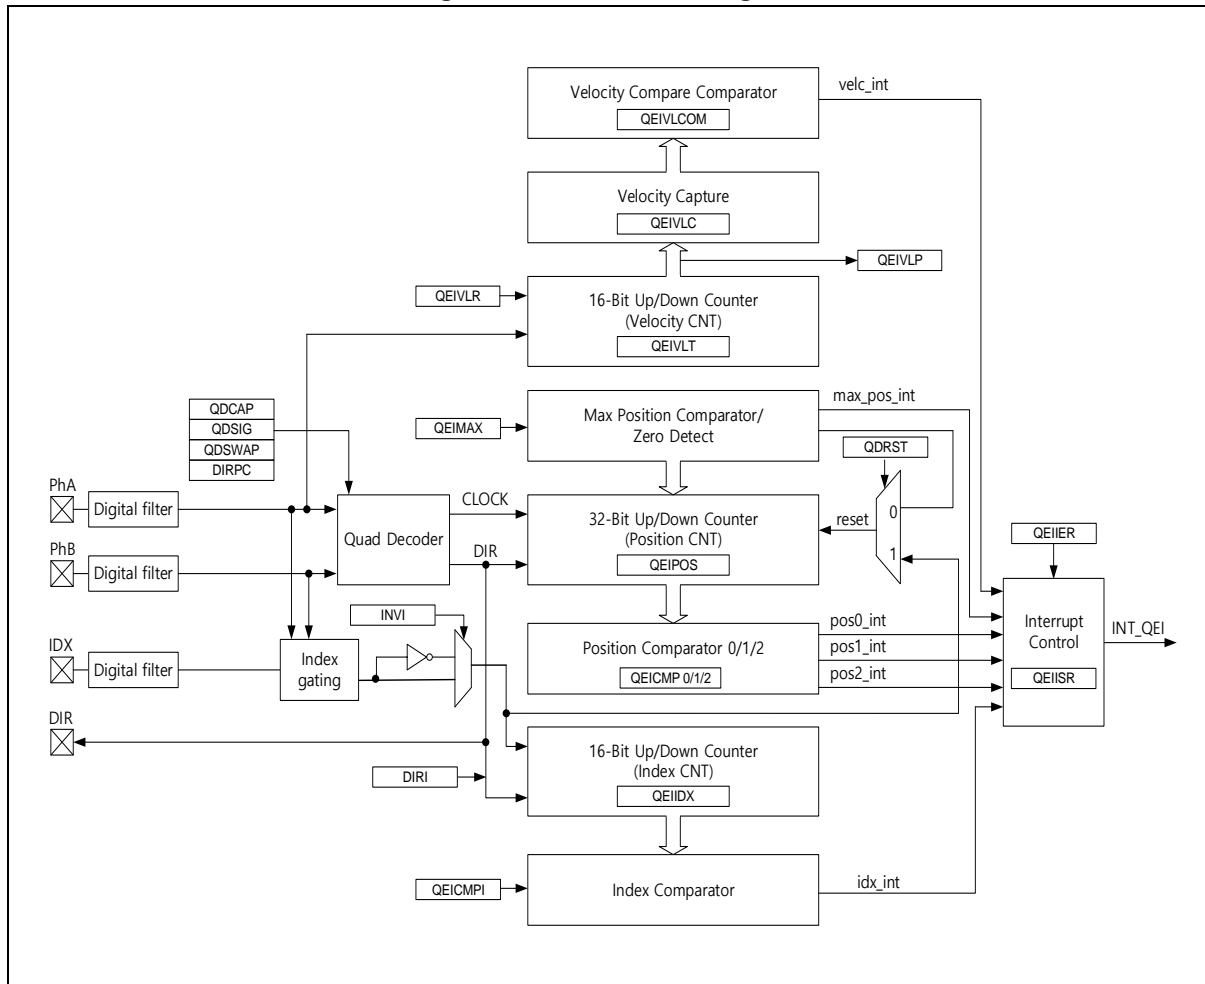 Velocity Compare Comparator
QEIVLCOM
velc_int
Velocity Capture
QEIVLC
QEIVLP
QEIVLR
16-Bit Up/Down Counter
(Velocity CNT)
QEIVLT
QDCAP
QDSIG
QDSWAP
DIRPC
QEIMAX
Max Position Comparator/
Zero Detect
max_pos_int
QDRST
PhA
Digital filter
PhB
Digital filter
Quad Decoder
CLOCK
DIR
32-Bit Up/Down Counter
(Position CNT)
QEIPOS
reset
0
1
QEIIER
INVI
IDX
Digital filter
Index
gating
Position Comparator 0/1/2
QEICMP 0/1/2
pos0_int
pos1_int
pos2_int
Interrupt
Control
QEIISR
INT_QEI
DIR
DIRI
16-Bit Up/Down Counter
(Index CNT)
QEIIDX
QEICMPI
Index Comparator
idx_int